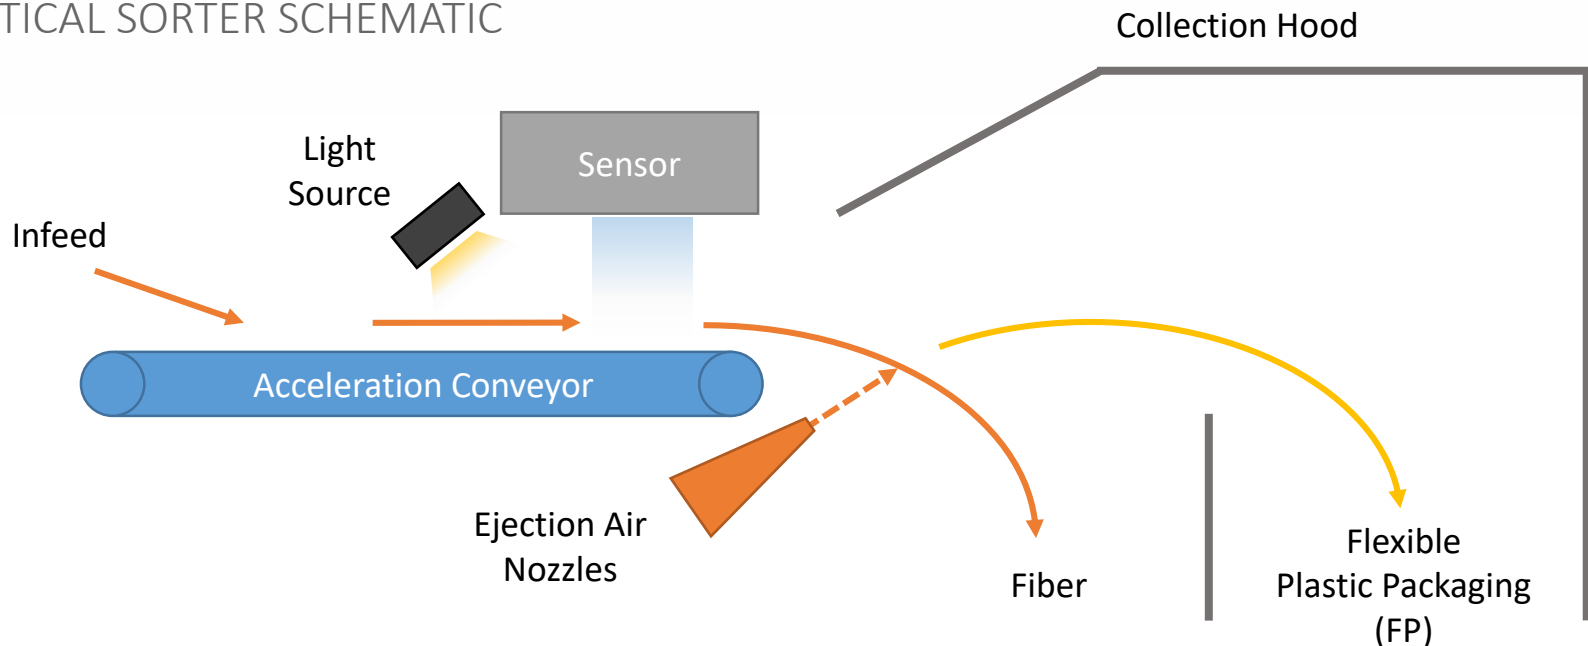 TICAL SORTER SCHEMATIC
Collection Hood
Light
Source
Sensor
Infeed
Acceleration Conveyor
Ejection Air
Nozzles
Fiber
Flexible
Plastic Packaging
(FP)